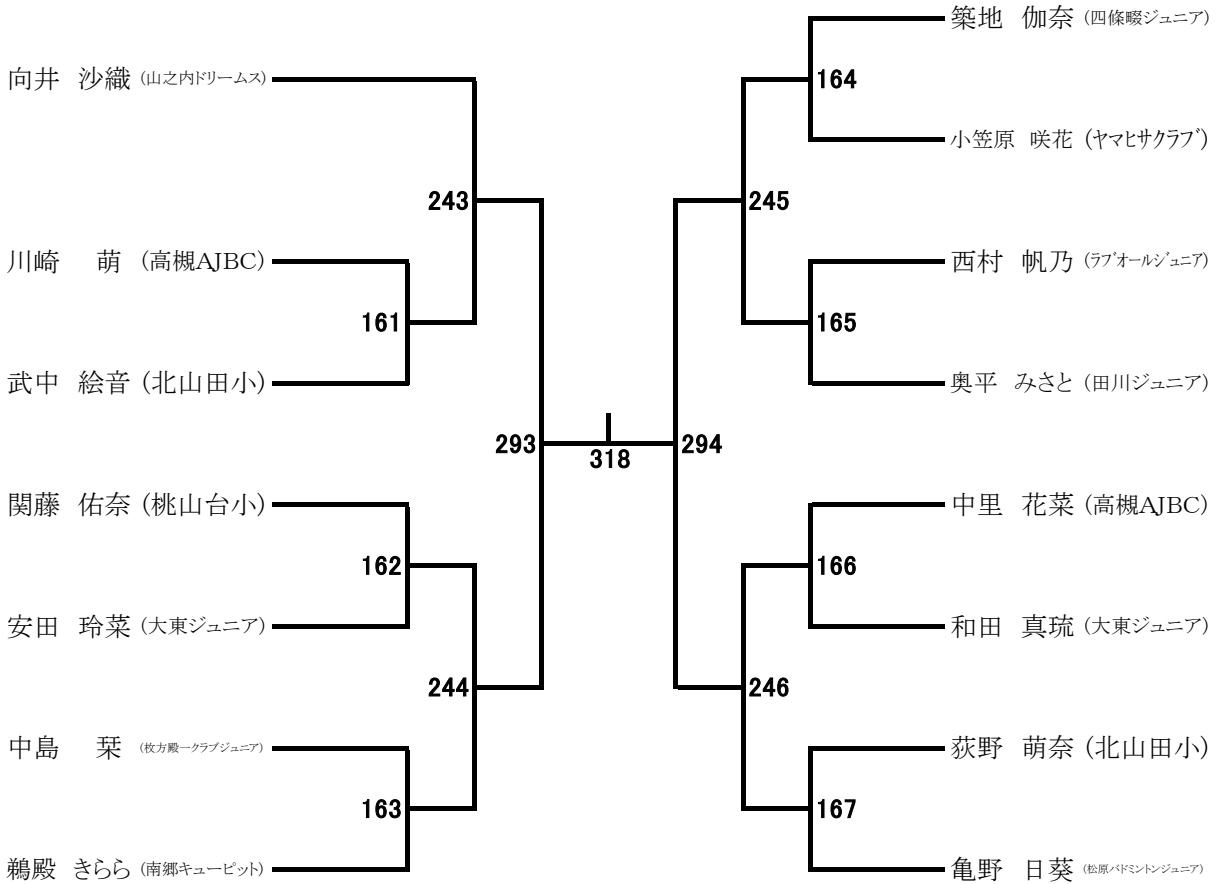 向井 沙織 (山之内ドリームス)
川崎 萌 (高槻AJBC)
武中 絵音 (北山田小)
関藤 佑奈 (桃山台小)
安田 玲菜 (大東ジュニア)
中島 栞 (枚方殿一クラブジュニア)
鵜殿 きらら (南郷キューピット)
161
162
163
243
244
293
318
294
245
246
164
165
166
167
築地 伽奈 (四條畷ジュニア)
小笠原 咲花 (ヤマヒサクラブ)
西村 帆乃 (ラブオールジュニア)
奥平 みさと (田川ジュニア)
中里 花菜 (高槻AJBC)
和田 真琉 (大東ジュニア)
荻野 萌奈 (北山田小)
亀野 日葵 (松原バドミントンジュニア)